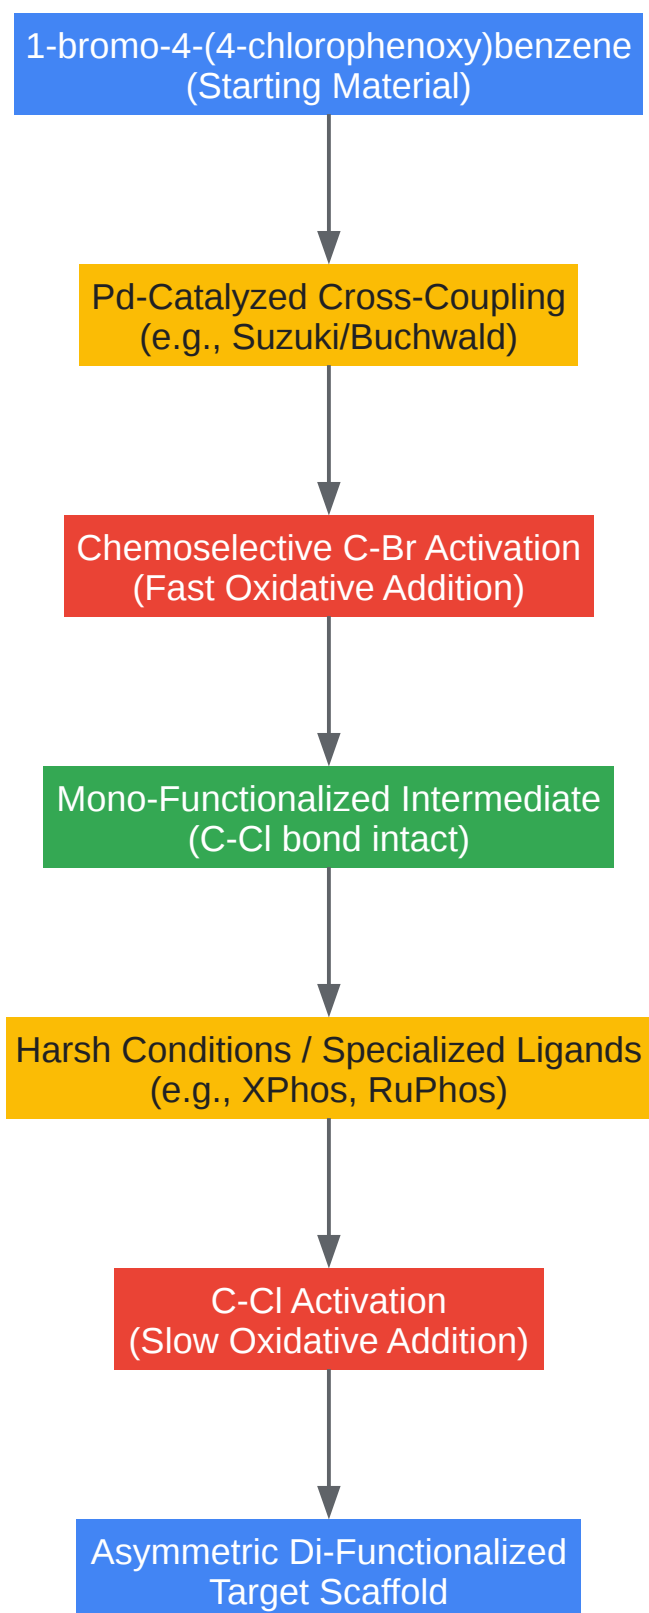 1-bromo-4-(4-chlorophenoxy)benzene
(Starting Material)
Pd-Catalyzed Cross-Coupling
(e.g., Suzuki/Buchwald)
Chemoselective C-Br Activation
(Fast Oxidative Addition)
Mono-Functionalized Intermediate
(C-Cl bond intact)
Harsh Conditions / Specialized Ligands
(e.g., XPhos, RuPhos)
C-Cl Activation
(Slow Oxidative Addition)
Asymmetric Di-Functionalized
Target Scaffold